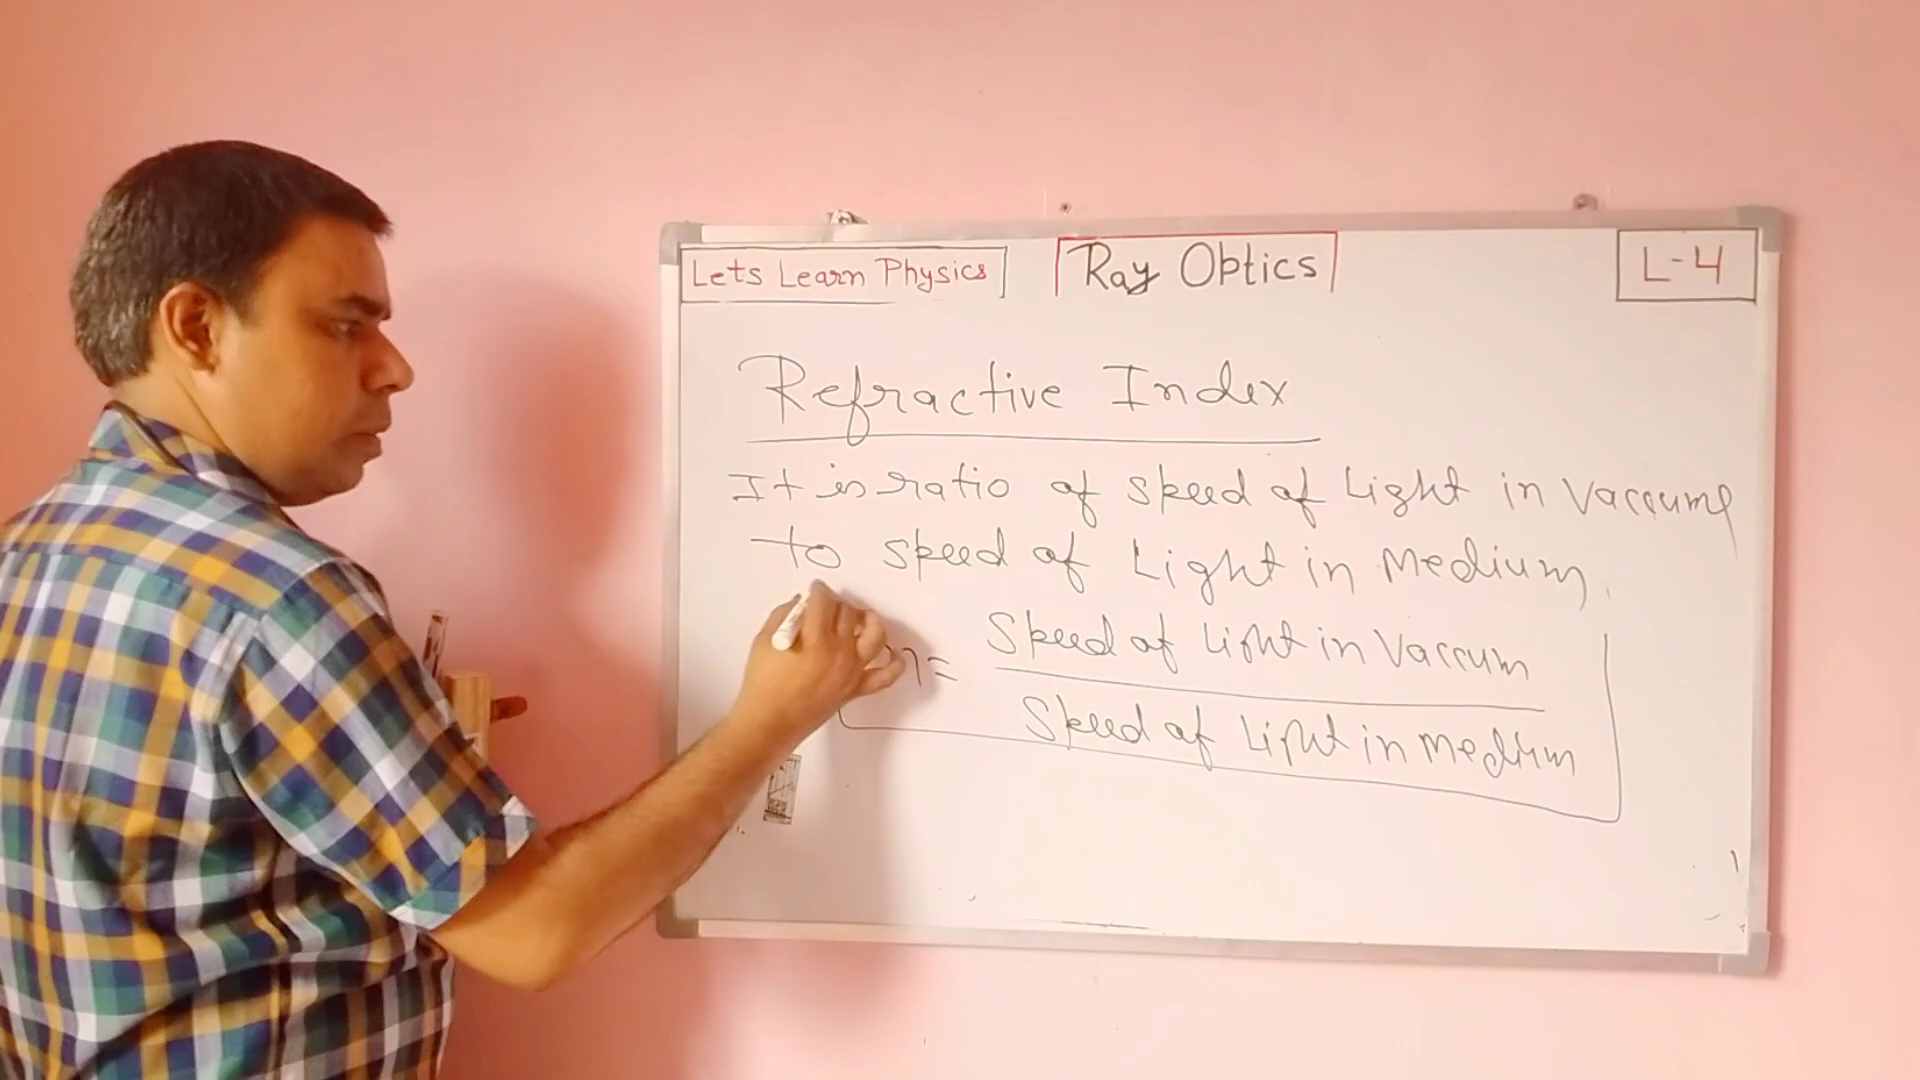 Lets Learn Physics
Ray Optics
L-4
Refractive Index
It is ratio of speed of Light in Vaccume
to speed of Light in Medium.
n = Speed of Light in Vaccum
Speed of Light in Medium